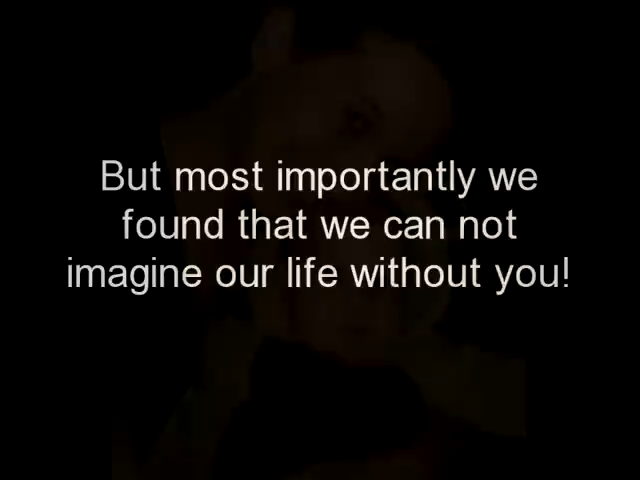 But most importantly we
found that we can not
imagine our life without you!